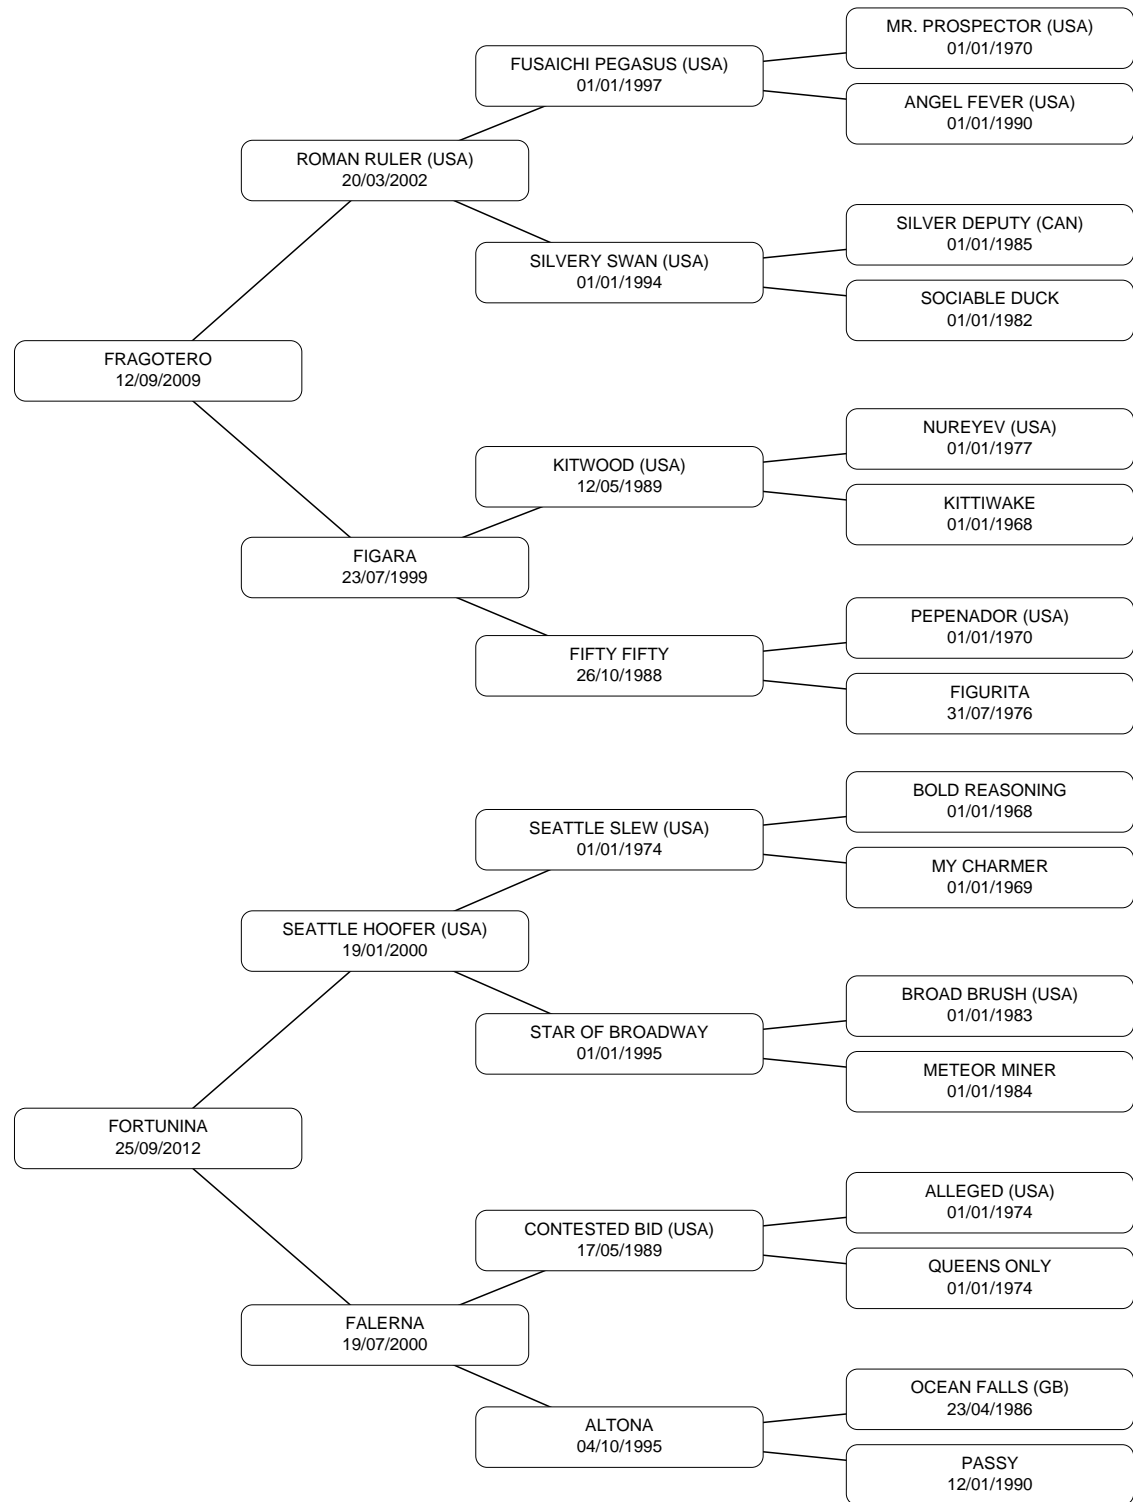 MR. PROSPECTOR (USA)
01/01/1970
FUSAICHI PEGASUS (USA)
01/01/1997
ANGEL FEVER (USA)
01/01/1990
ROMAN RULER (USA)
20/03/2002
SILVER DEPUTY (CAN)
01/01/1985
SILVERY SWAN (USA)
01/01/1994
SOCIABLE DUCK
01/01/1982
FRAGOTERO
12/09/2009
NUREYEV (USA)
01/01/1977
KITWOOD (USA)
12/05/1989
KITTIWAKE
01/01/1968
FIGARA
23/07/1999
PEPENADOR (USA)
01/01/1970
FIFTY FIFTY
26/10/1988
FIGURITA
31/07/1976
BOLD REASONING
01/01/1968
SEATTLE SLEW (USA)
01/01/1974
MY CHARMER
01/01/1969
SEATTLE HOOFER (USA)
19/01/2000
BROAD BRUSH (USA)
01/01/1983
STAR OF BROADWAY
01/01/1995
METEOR MINER
01/01/1984
FORTUNINA
25/09/2012
ALLEGED (USA)
01/01/1974
CONTESTED BID (USA)
17/05/1989
QUEENS ONLY
01/01/1974
FALERNA
19/07/2000
OCEAN FALLS (GB)
23/04/1986
ALTONA
04/10/1995
PASSY
12/01/1990